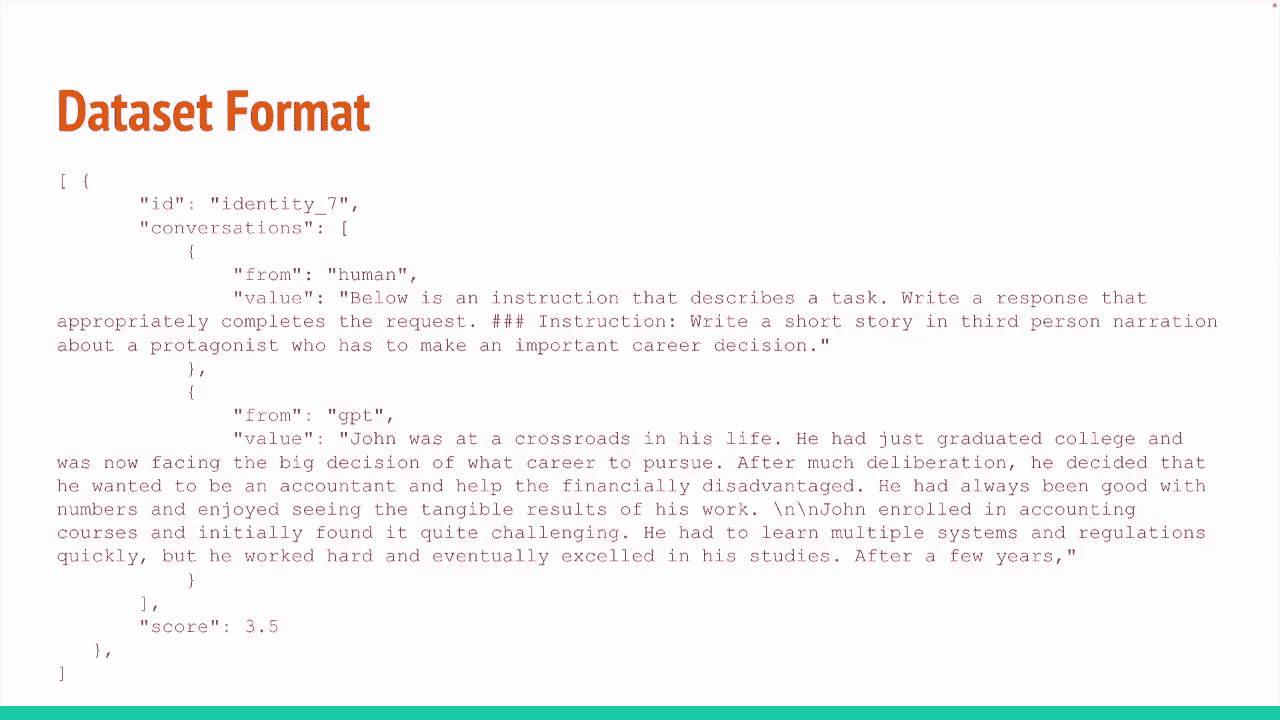 Dataset Format
[ {
"id": "identity_7",
"conversations": [
{
"from": "human",
"value": "Below is an instruction that describes a task. Write a response that
appropriately completes the request. ### Instruction: Write a short story in third person narration
about a protagonist who has to make an important career decision."
},
{
"from": "gpt",
"value": "John was at a crossroads in his life. He had just graduated college and
was now facing the big decision of what career to pursue. After much deliberation, he decided that
he wanted to be an accountant and help the financially disadvantaged. He had always been good with
numbers and enjoyed seeing the tangible results of his work. \n\nJohn enrolled in accounting
courses and initially found it quite challenging. He had to learn multiple systems and regulations
quickly, but he worked hard and eventually excelled in his studies. After a few years,"
}
],
"score": 3.5
},
]